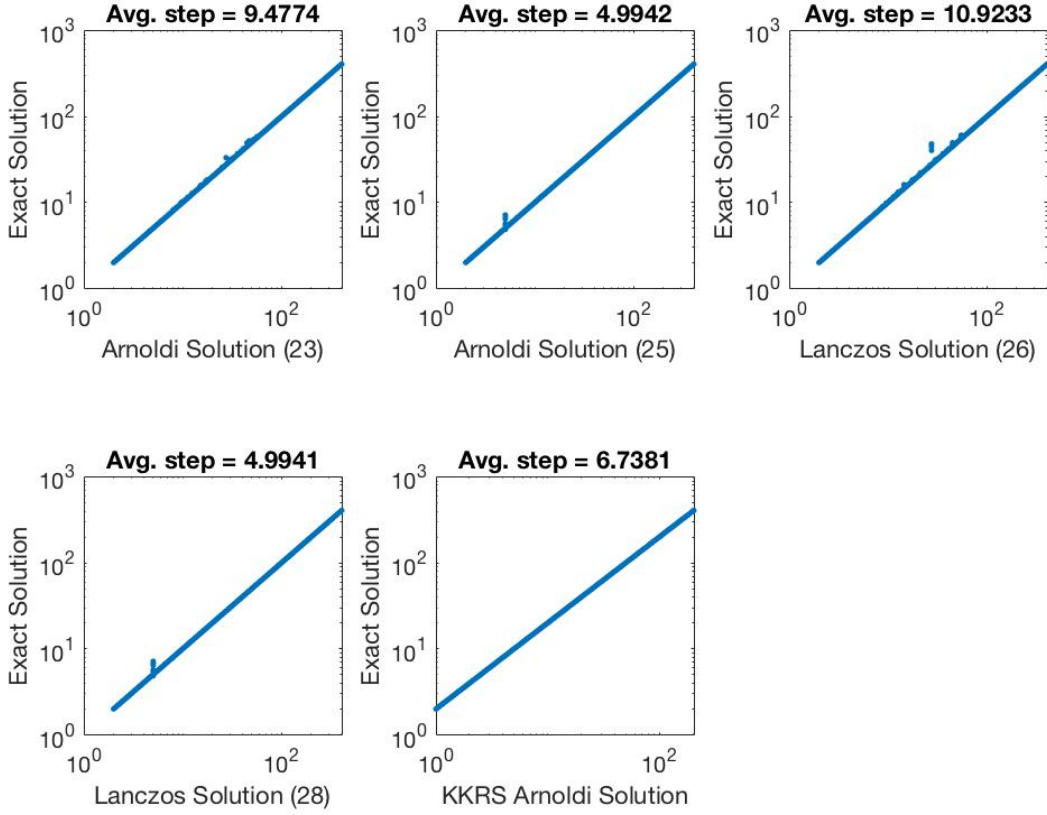 Avg. step = 9.4774
10^3
10^2
10^1
10^0
Exact Solution
10^0
10^2
Arnoldi Solution (23)
Avg. step = 4.9942
10^3
10^2
10^1
10^0
Exact Solution
10^0
10^2
Arnoldi Solution (25)
Avg. step = 10.9233
10^3
10^2
10^1
10^0
Exact Solution
10^0
10^2
Lanczos Solution (26)
Avg. step = 4.9941
10^3
10^2
10^1
10^0
Exact Solution
10^0
10^2
Lanczos Solution (28)
Avg. step = 6.7381
10^3
10^2
10^1
10^0
Exact Solution
10^0
10^2
KKRS Arnoldi Solution